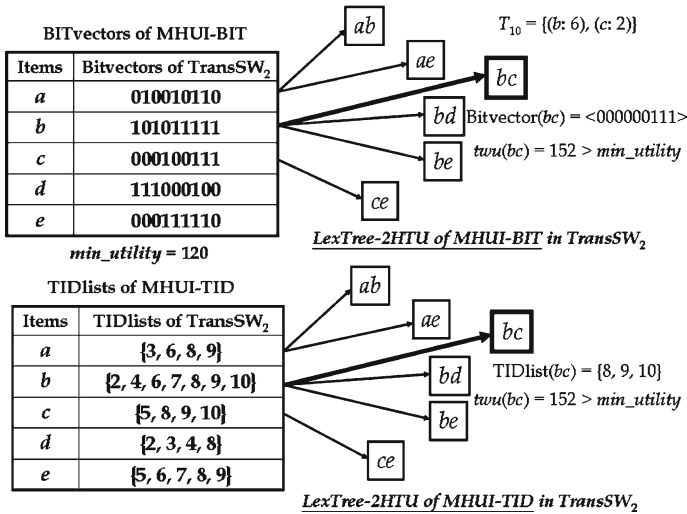 BITvectors of MHUI-BIT
Items Bitvectors of TransSW2
a 010010110
b 101011111
c 000100111
d 111000100
e 000111110
min_utility = 120
ab
ae
bc
bd
be
ce
T10 = {(b: 6), (c: 2)}
Bitvector(bc) = <000000111>
twu(bc) = 152 > min_utility
LexTree-2HTU of MHUI-BIT in TransSW2
TIDlists of MHUI-TID
Items TIDlists of TransSW2
a {3, 6, 8, 9}
b {2, 4, 6, 7, 8, 9, 10}
c {5, 8, 9, 10}
d {2, 3, 4, 8}
e {5, 6, 7, 8, 9}
ab
ae
bc
bd
be
ce
TIDlist(bc) = {8, 9, 10}
twu(bc) = 152 > min_utility
LexTree-2HTU of MHUI-TID in TransSW2